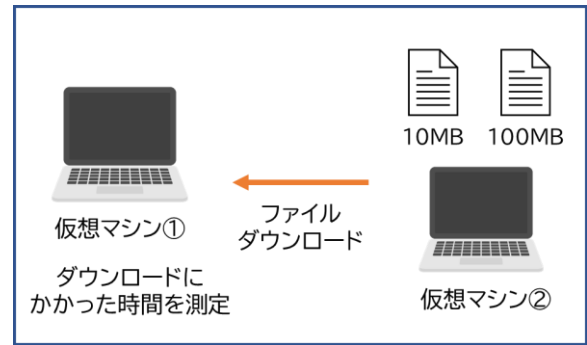 10MB 100MB
仮想マシン①
ファイル
ダウンロード
ダウンロードに
かかった時間を測定
仮想マシン②